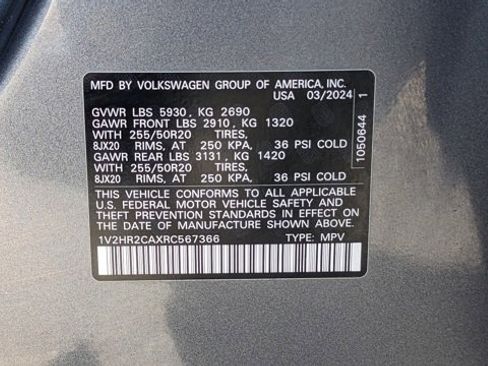 MFD BY VOLKSWAGEN GROUP OF AMERICA, INC.
USA 03/2024
GVWR LBS 5930, KG 2690
GAWR FRONT LBS 2910, KG 1320
WITH 255/50R20 TIRES,
8JX20 RIMS, AT 250 KPA, 36 PSI COLD
GAWR REAR LBS 3131, KG 1420
WITH 255/50R20 TIRES,
8JX20 RIMS, AT 250 KPA, 36 PSI COLD
THIS VEHICLE CONFORMS TO ALL APPLICABLE
U.S. FEDERAL MOTOR VEHICLE SAFETY AND
THEFT PREVENTION STANDARDS IN EFFECT ON
THE DATE OF MANUFACTURE SHOWN ABOVE.
1V2HR2CAXRC567366 TYPE: MPV
1050644 1